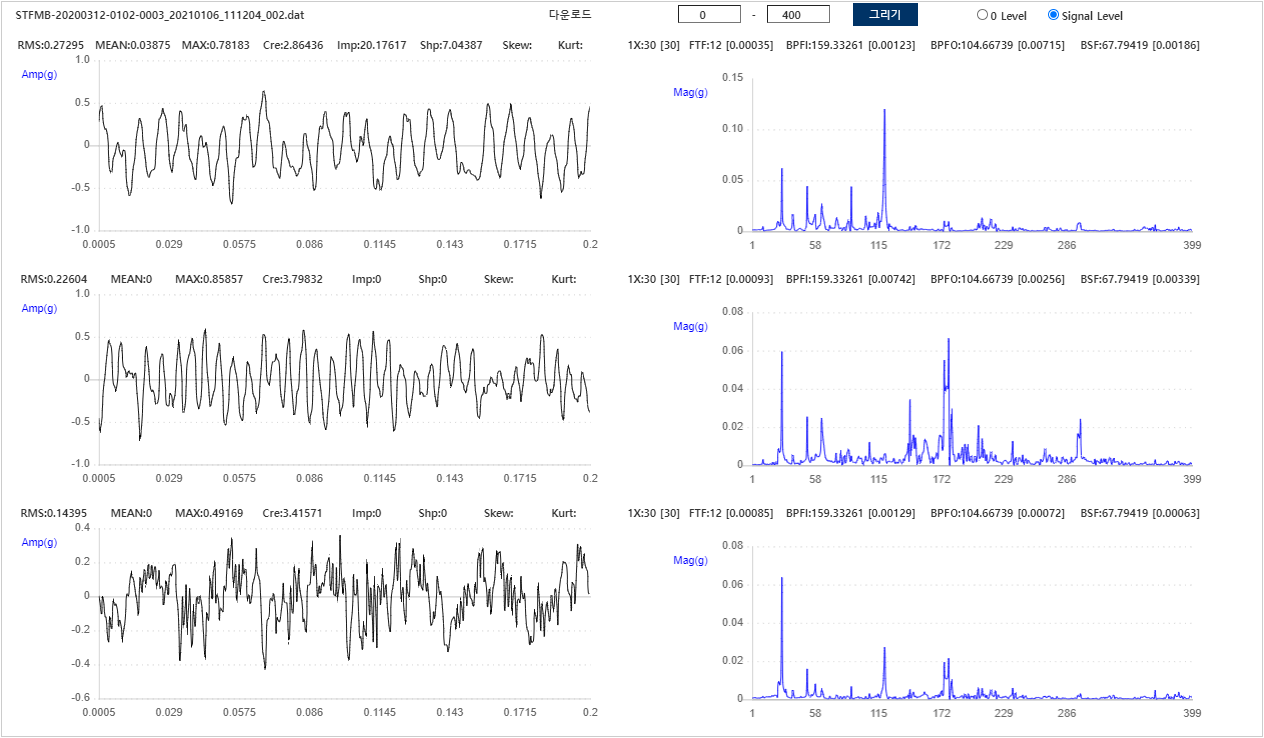 STFMB-20200312-0102-0003_20210106_111204_002.dat 다운로드 0 - 400 그리기 0 Level Signal Level
RMS:0.27295 MEAN:0.03875 MAX:0.78183 Cre:2.86436 Imp:20.17617 Shp:7.04387 Skew: Kurt:
Amp(g)
1.0
0.5
0
-0.5
-1.0
0.0005 0.029 0.0575 0.086 0.1145 0.143 0.1715 0.2
1X:30 [30] FTF:12 [0.00035] BPFI:159.33261 [0.00123] BPFO:104.66739 [0.00715] BSF:67.79419 [0.00186]
Mag(g)
0.15
0.10
0.05
0
1 58 115 172 229 286 399
RMS:0.22604 MEAN:0 MAX:0.85857 Cre:3.79832 Imp:0 Shp:0 Skew: Kurt:
Amp(g)
1.0
0.5
0
-0.5
-1.0
0.0005 0.029 0.0575 0.086 0.1145 0.143 0.1715 0.2
1X:30 [30] FTF:12 [0.00093] BPFI:159.33261 [0.00742] BPFO:104.66739 [0.00256] BSF:67.79419 [0.00339]
Mag(g)
0.08
0.06
0.04
0.02
0
1 58 115 172 229 286 399
RMS:0.14395 MEAN:0 MAX:0.49169 Cre:3.41571 Imp:0 Shp:0 Skew: Kurt:
Amp(g)
0.4
0.2
0
-0.2
-0.4
-0.6
0.0005 0.029 0.0575 0.086 0.1145 0.143 0.1715 0.2
1X:30 [30] FTF:12 [0.00085] BPFI:159.33261 [0.00129] BPFO:104.66739 [0.00072] BSF:67.79419 [0.00063]
Mag(g)
0.08
0.06
0.04
0.02
0
1 58 115 172 229 286 399